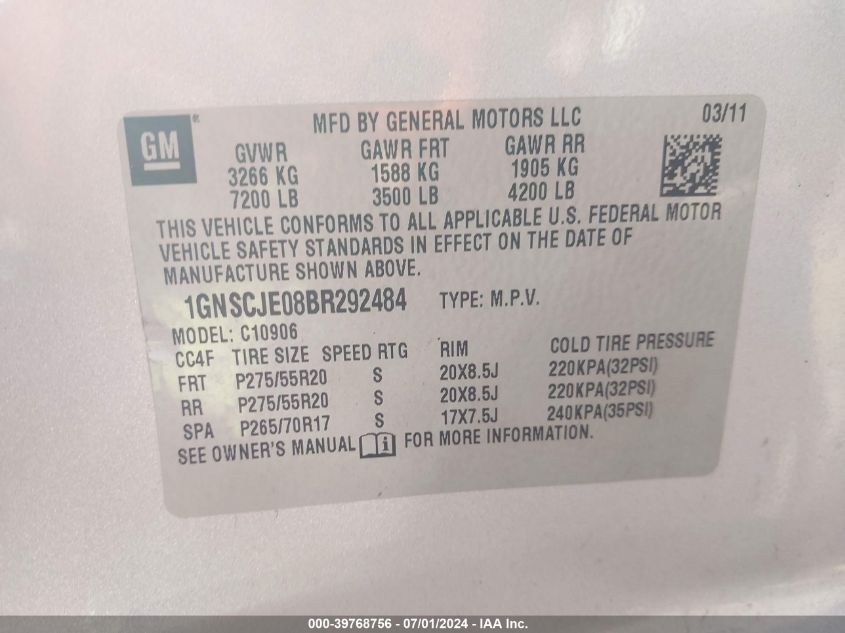 GM®
MFD BY GENERAL MOTORS LLC 03/11
GVWR GAWR FRT GAWR RR
3266 KG 1588 KG 1905 KG
7200 LB 3500 LB 4200 LB
THIS VEHICLE CONFORMS TO ALL APPLICABLE U.S. FEDERAL MOTOR
VEHICLE SAFETY STANDARDS IN EFFECT ON THE DATE OF
MANUFACTURE SHOWN ABOVE.
1GNSCJE08BR292484 TYPE: M.P.V.
MODEL: C10906
CC4F TIRE SIZE SPEED RTG RIM COLD TIRE PRESSURE
FRT P275/55R20 S 20X8.5J 220KPA(32PSI)
RR P275/55R20 S 20X8.5J 220KPA(32PSI)
SPA P265/70R17 S 17X7.5J 240KPA(35PSI)
SEE OWNER'S MANUAL i FOR MORE INFORMATION.
000-39768756 - 07/01/2024 - IAA Inc.